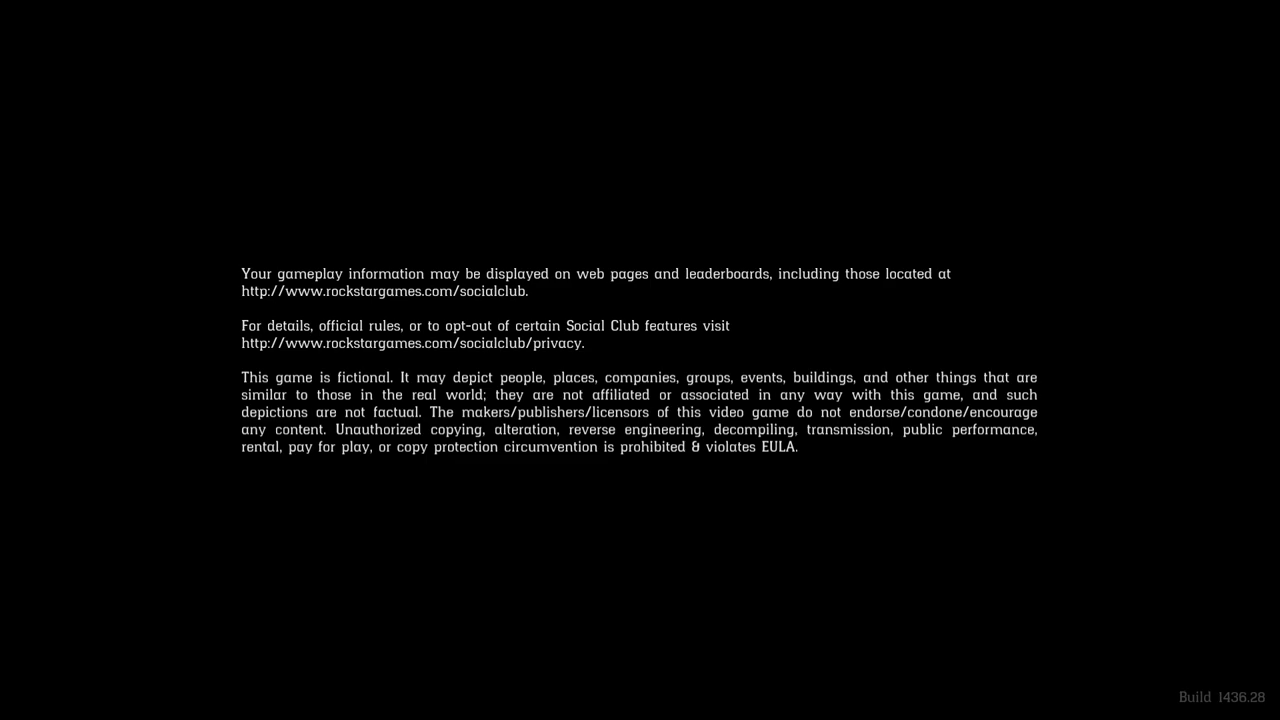 Your gameplay information may be displayed on web pages and leaderboards, including those located at
http://www.rockstargames.com/socialclub.
For details, official rules, or to opt-out of certain Social Club features visit
http://www.rockstargames.com/socialclub/privacy.
This game is fictional. It may depict people, places, companies, groups, events, buildings, and other things that are
similar to those in the real world; they are not affiliated or associated in any way with this game, and such
depictions are not factual. The makers/publishers/licensors of this video game do not endorse/condone/encourage
any content. Unauthorized copying, alteration, reverse engineering, decompiling, transmission, public performance,
rental, pay for play, or copy protection circumvention is prohibited & violates EULA.
Build 1436.28